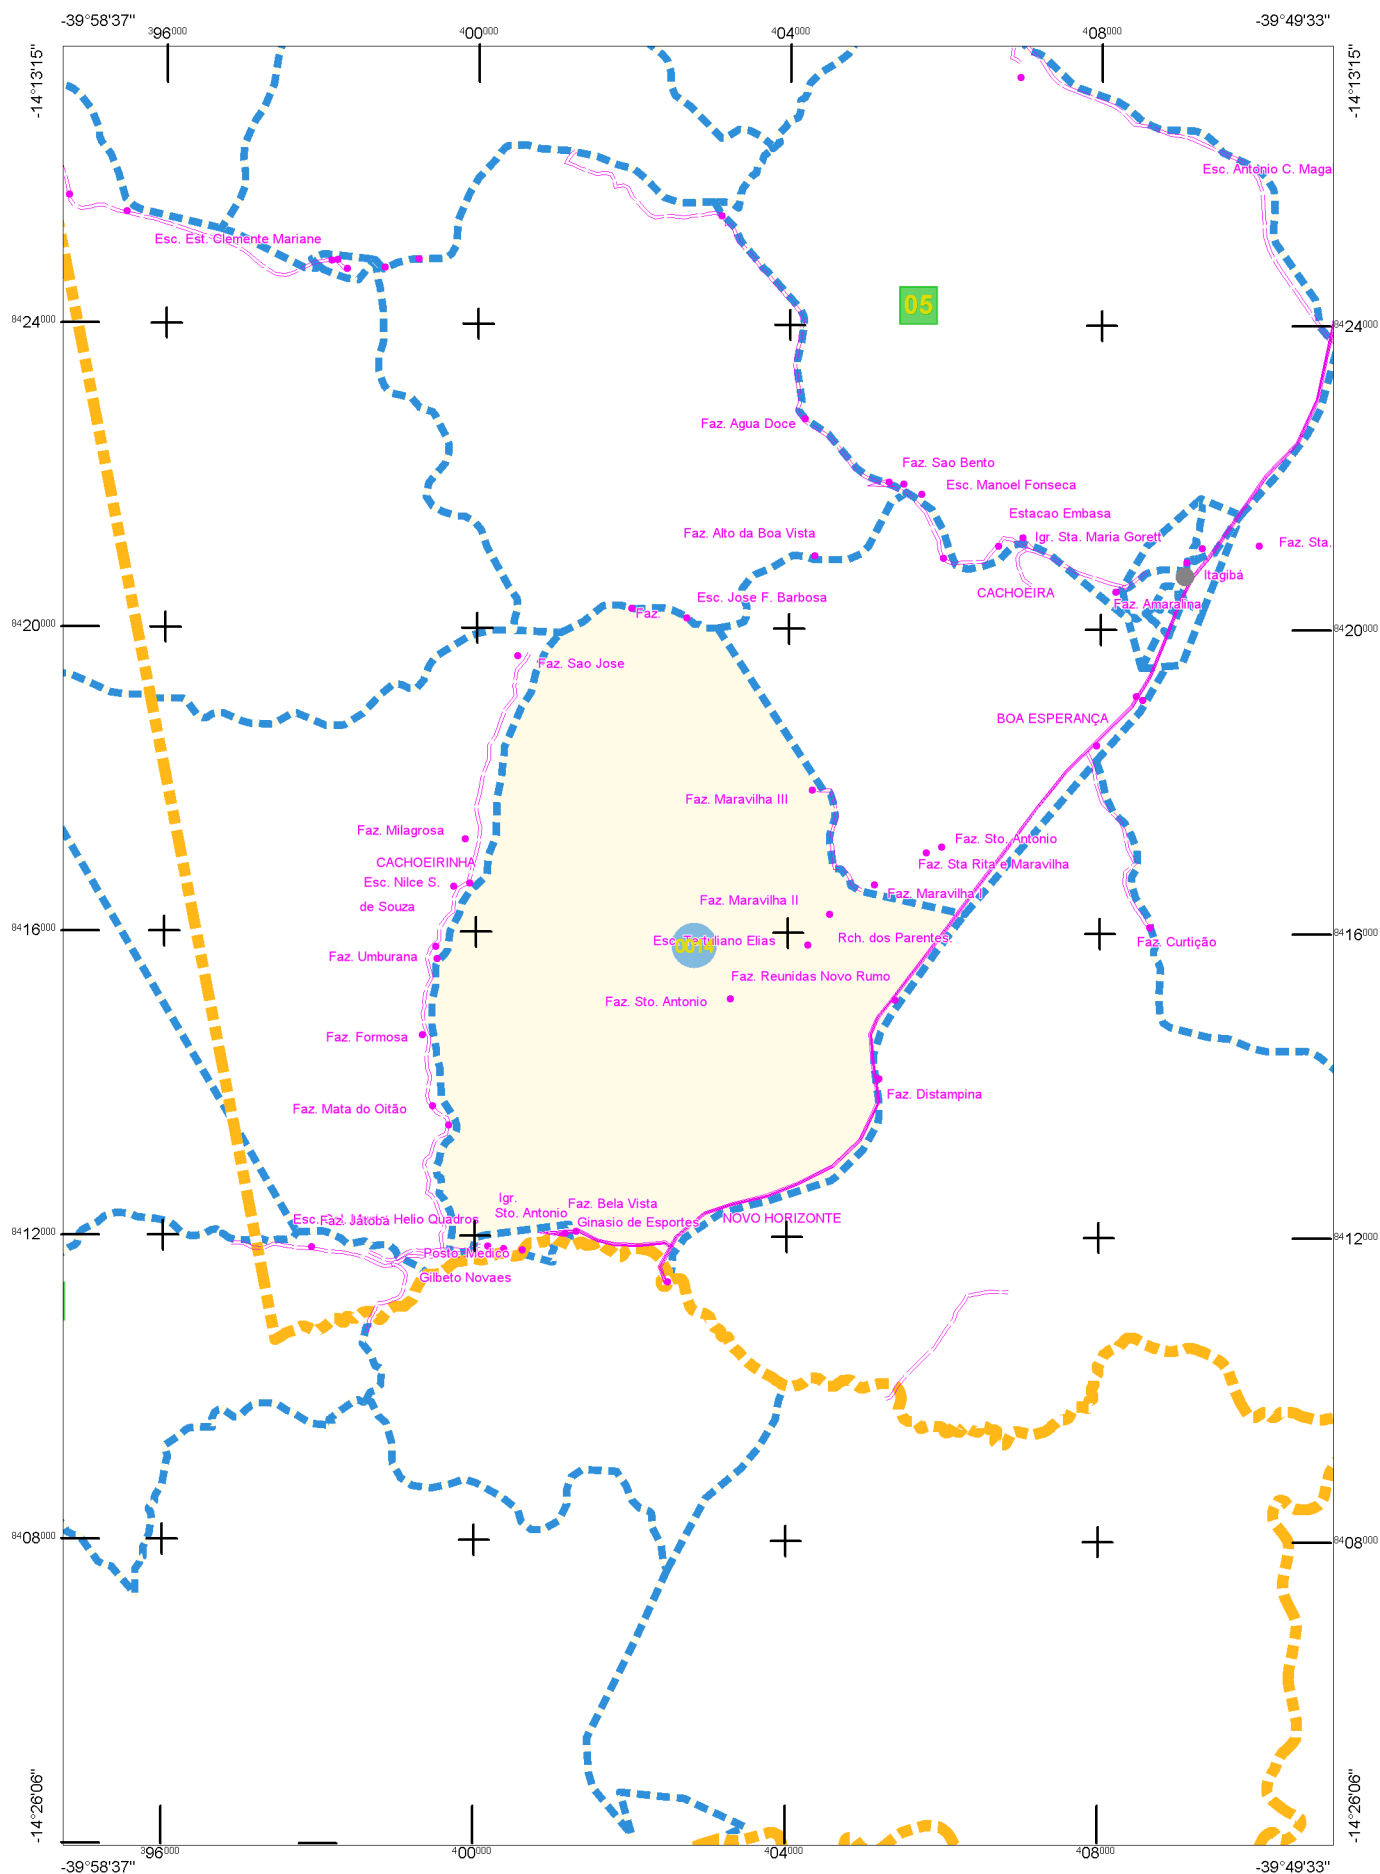 -39°58'37"
-39°49'33"
396000
400000
404000
408000
-14°13'15"
-14°13'15"
Esc. Antonio C. Maga
Esc. Est. Clemente Mariane
05
8424000
8424000
Faz. Agua Doce
Faz. Sao Bento
Esc. Manoel Fonseca
Estacao Embasa
Faz. Alto da Boa Vista
Igr. Sta. Maria Gorett
Faz. Sta.
Itagibá
CACHOEIRA
Esc. Jose F. Barbosa
Faz. Amaralina
Faz.
8420000
8420000
Faz. Sao Jose
BOA ESPERANÇA
Faz. Maravilha III
Faz. Milagrosa
Faz. Sto. Antonio
CACHOEIRINHA
Faz. Sta Rita e Maravilha
Esc. Nilce S.
de Souza
Faz. Maravilha I
Faz. Maravilha II
8416000
8416000
Rch. dos Parentes
Esc. Tertuliano Elias
0014
Faz. Curtição
Faz. Umburana
Faz. Reunidas Novo Rumo
Faz. Sto. Antonio
Faz. Formosa
Faz. Distampina
Faz. Mata do Oitão
Igr.
Sto. Antonio
Faz. Bela Vista
Helio Quadros
Faz. Jatoba
Ginasio de Esportes
NOVO HORIZONTE
8412000
8412000
Posto Medico
Gilbeto Novaes
8408000
8408000
-14°26'06"
-14°26'06"
396000
400000
404000
408000
-39°58'37"
-39°49'33"